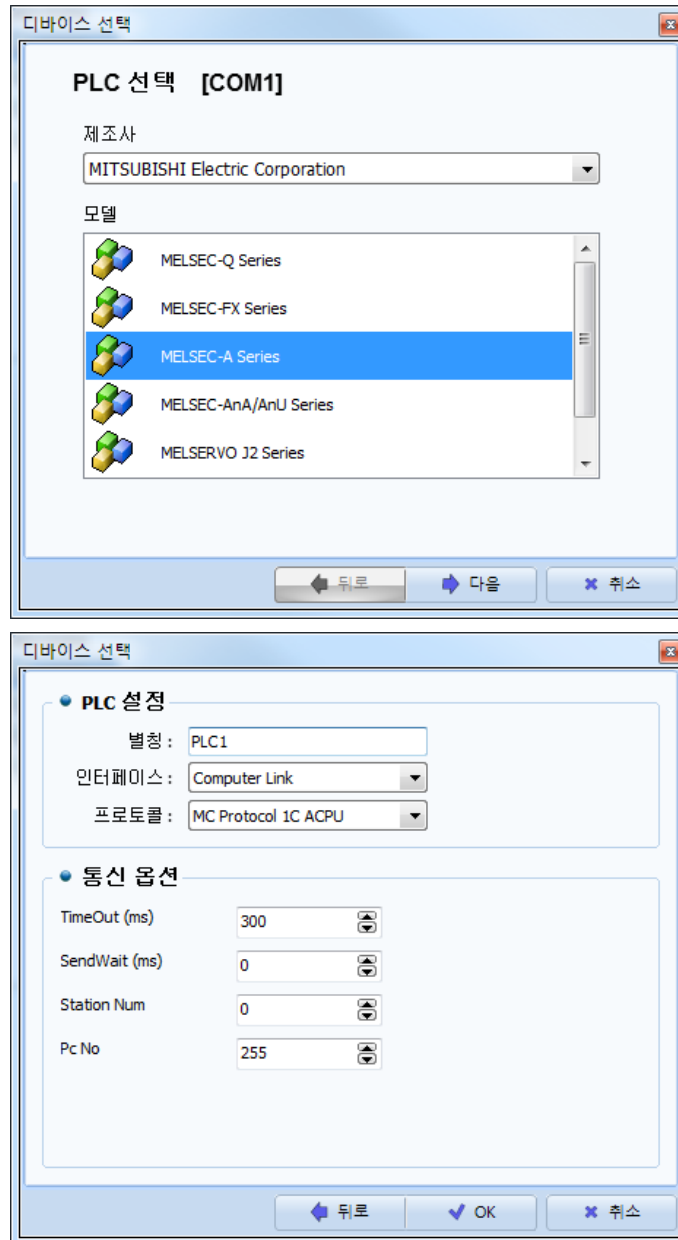 디바이스 선택
PLC 선택 [COM1]
제조사
MITSUBISHI Electric Corporation
모델
MELSEC-Q Series
MELSEC-FX Series
MELSEC-A Series
MELSEC-AnA/AnU Series
MELSERVO J2 Series
뒤로 다음 취소
디바이스 선택
PLC 설정
별칭 : PLC1
인터페이스 : Computer Link
프로토콜 : MC Protocol 1C ACPU
통신 옵션
TimeOut (ms) 300
SendWait (ms) 0
Station Num 0
Pc No 255
뒤로 OK 취소